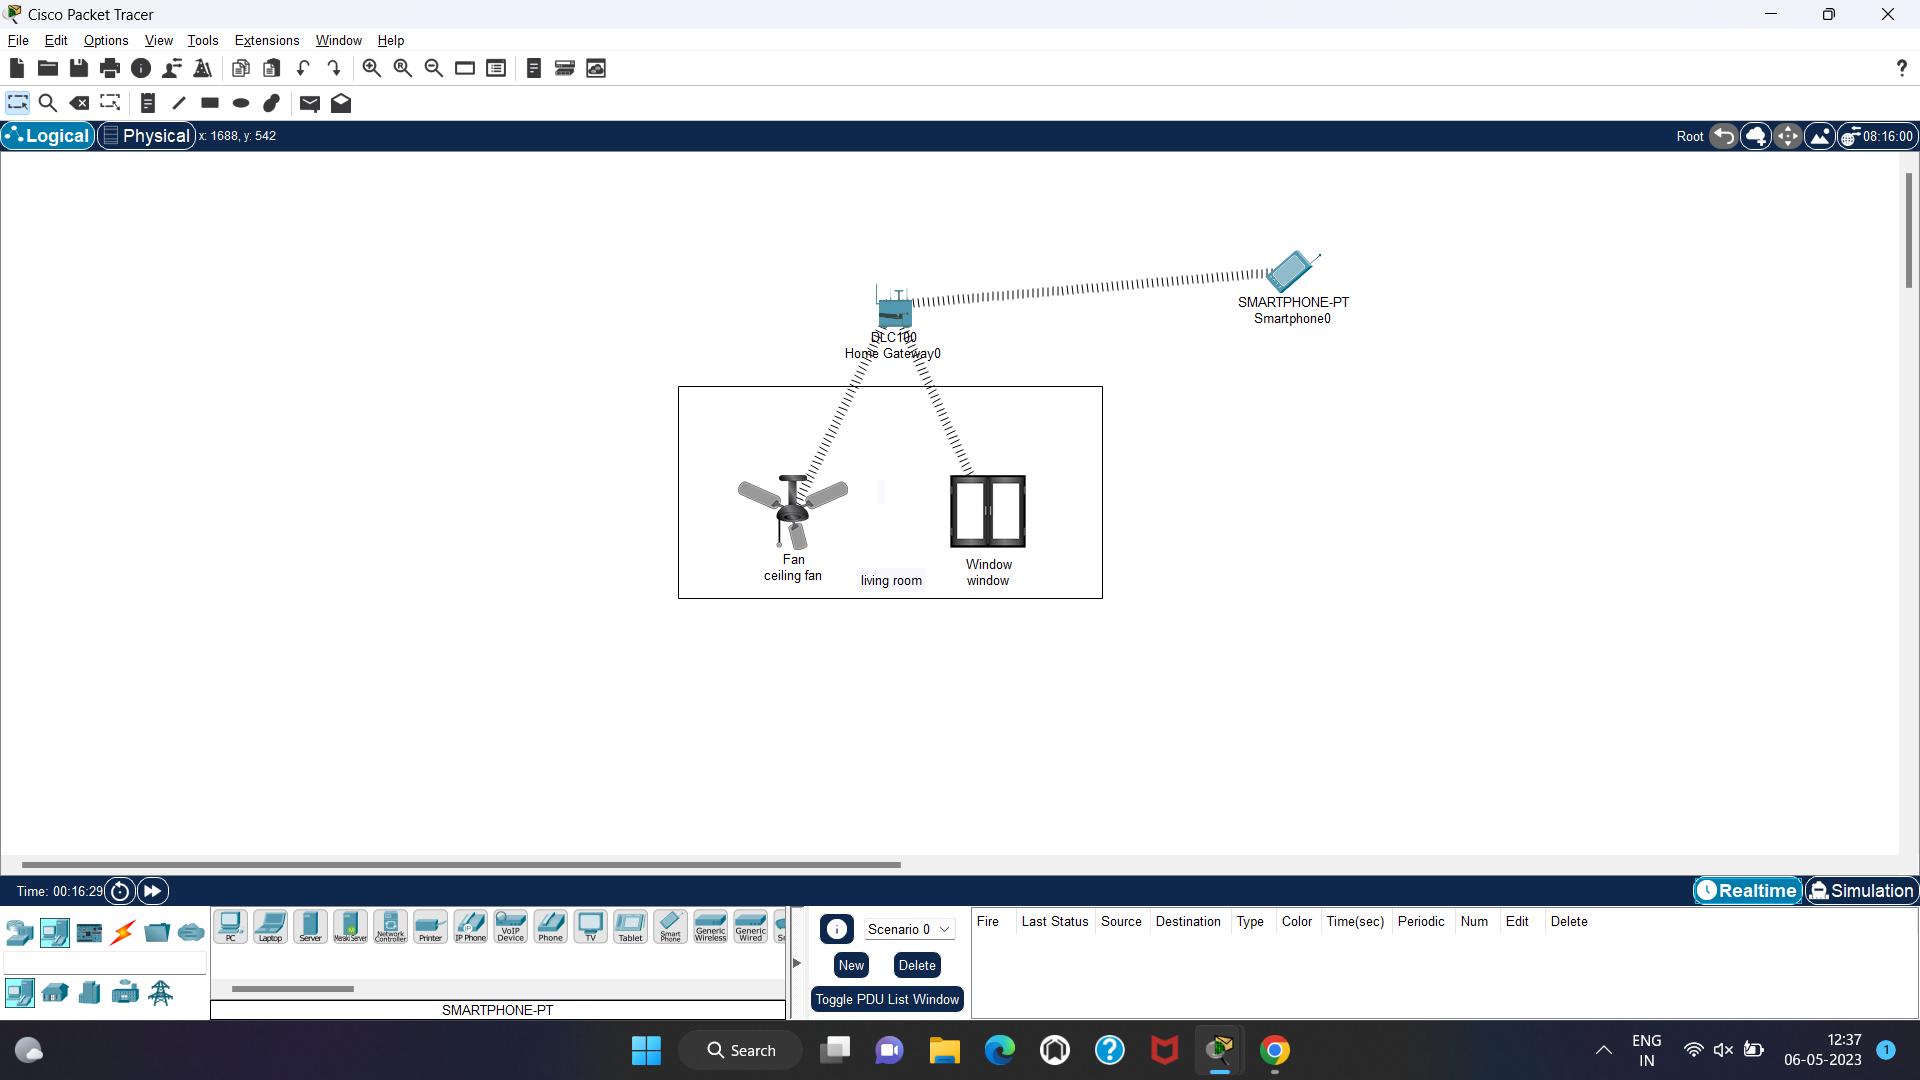 Cisco Packet Tracer
File Edit Options View Tools Extensions Window Help
?
Logical Physical x: 1688, y: 542 Root 08:16:00
SMARTPHONE-PT
Smartphone0
DLC100
Home Gateway0
Fan
ceiling fan
living room
Window
window
Time: 00:16:29 Realtime Simulation
PC Laptop Server Meraki Server Network Controller Printer IP Phone VoIP Device Phone TV Tablet Smart Phone Generic Wireless Generic Wired
SMARTPHONE-PT
Scenario 0
New Delete
Toggle PDU List Window
Fire Last Status Source Destination Type Color Time(sec) Periodic Num Edit Delete
Search
ENG
IN
12:37
06-05-2023
1